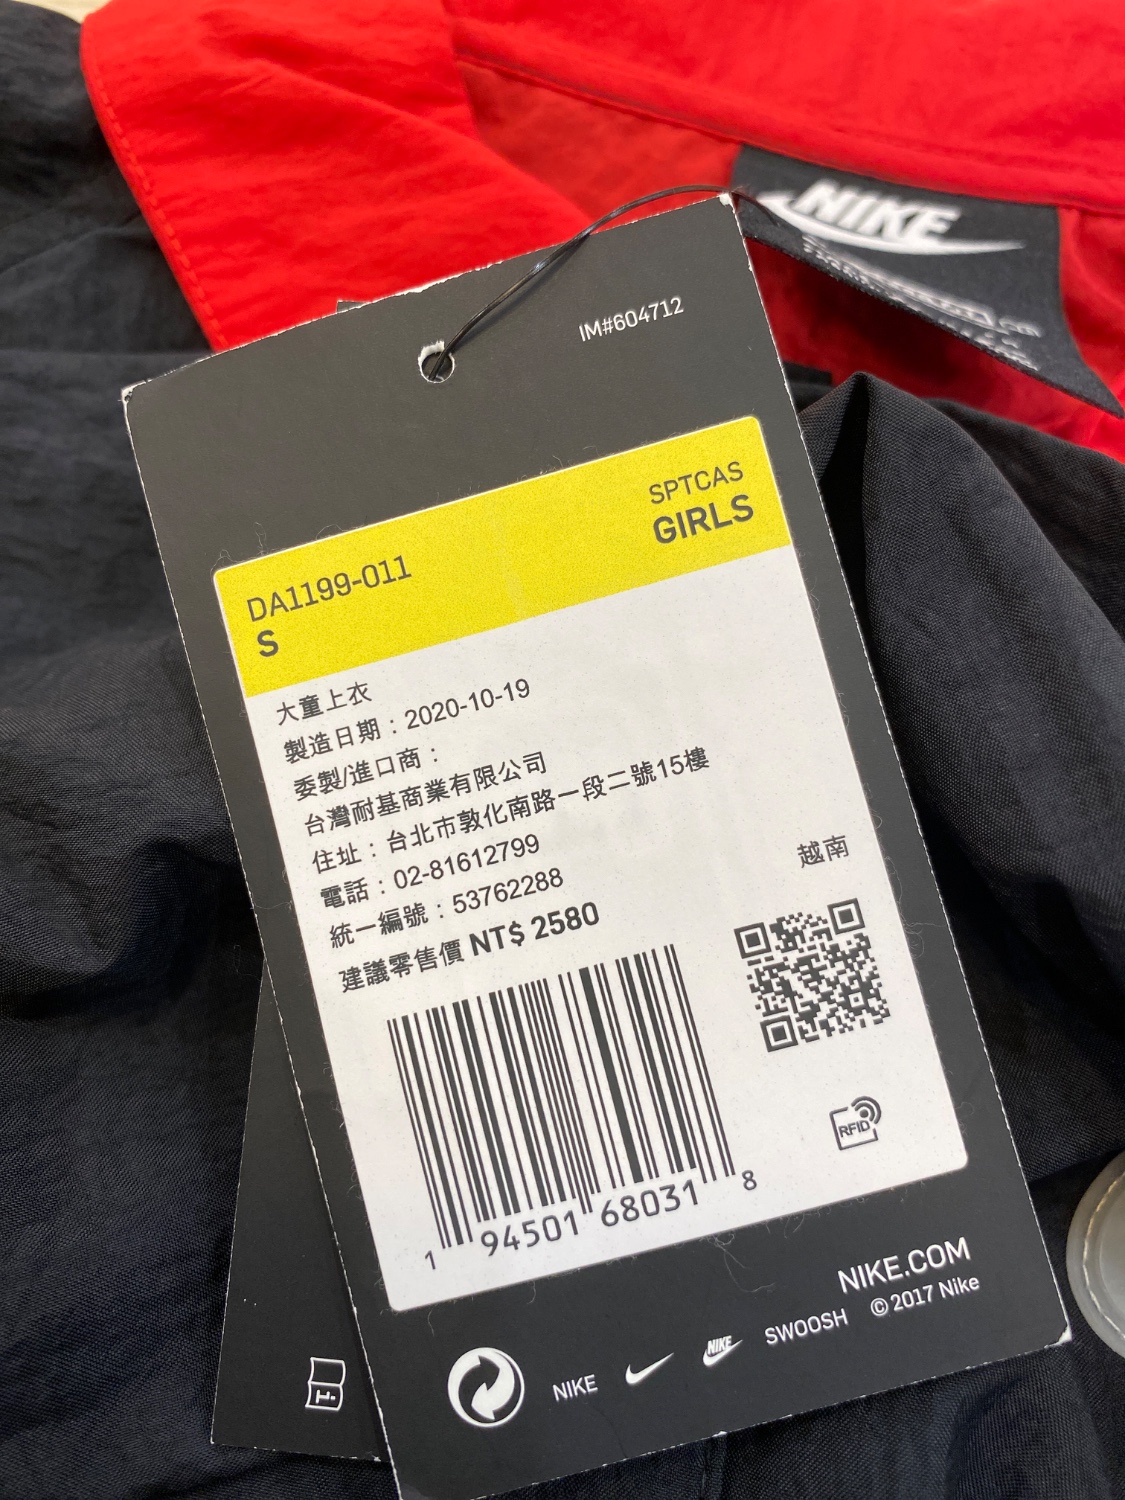 NIKE
IM#604712
SPTCAS
GIRLS
DA1199-011
S
大童上衣
製造日期：2020-10-19
委製/進口商：
台灣耐基商業有限公司
住址：台北市敦化南路一段二號15樓
電話：02-81612799
統一編號：53762288
建議零售價 NT$ 2580
越南
RFID
1 94501 68031 8
NIKE.COM
©2017 Nike
NIKE NIKE SWOOSH